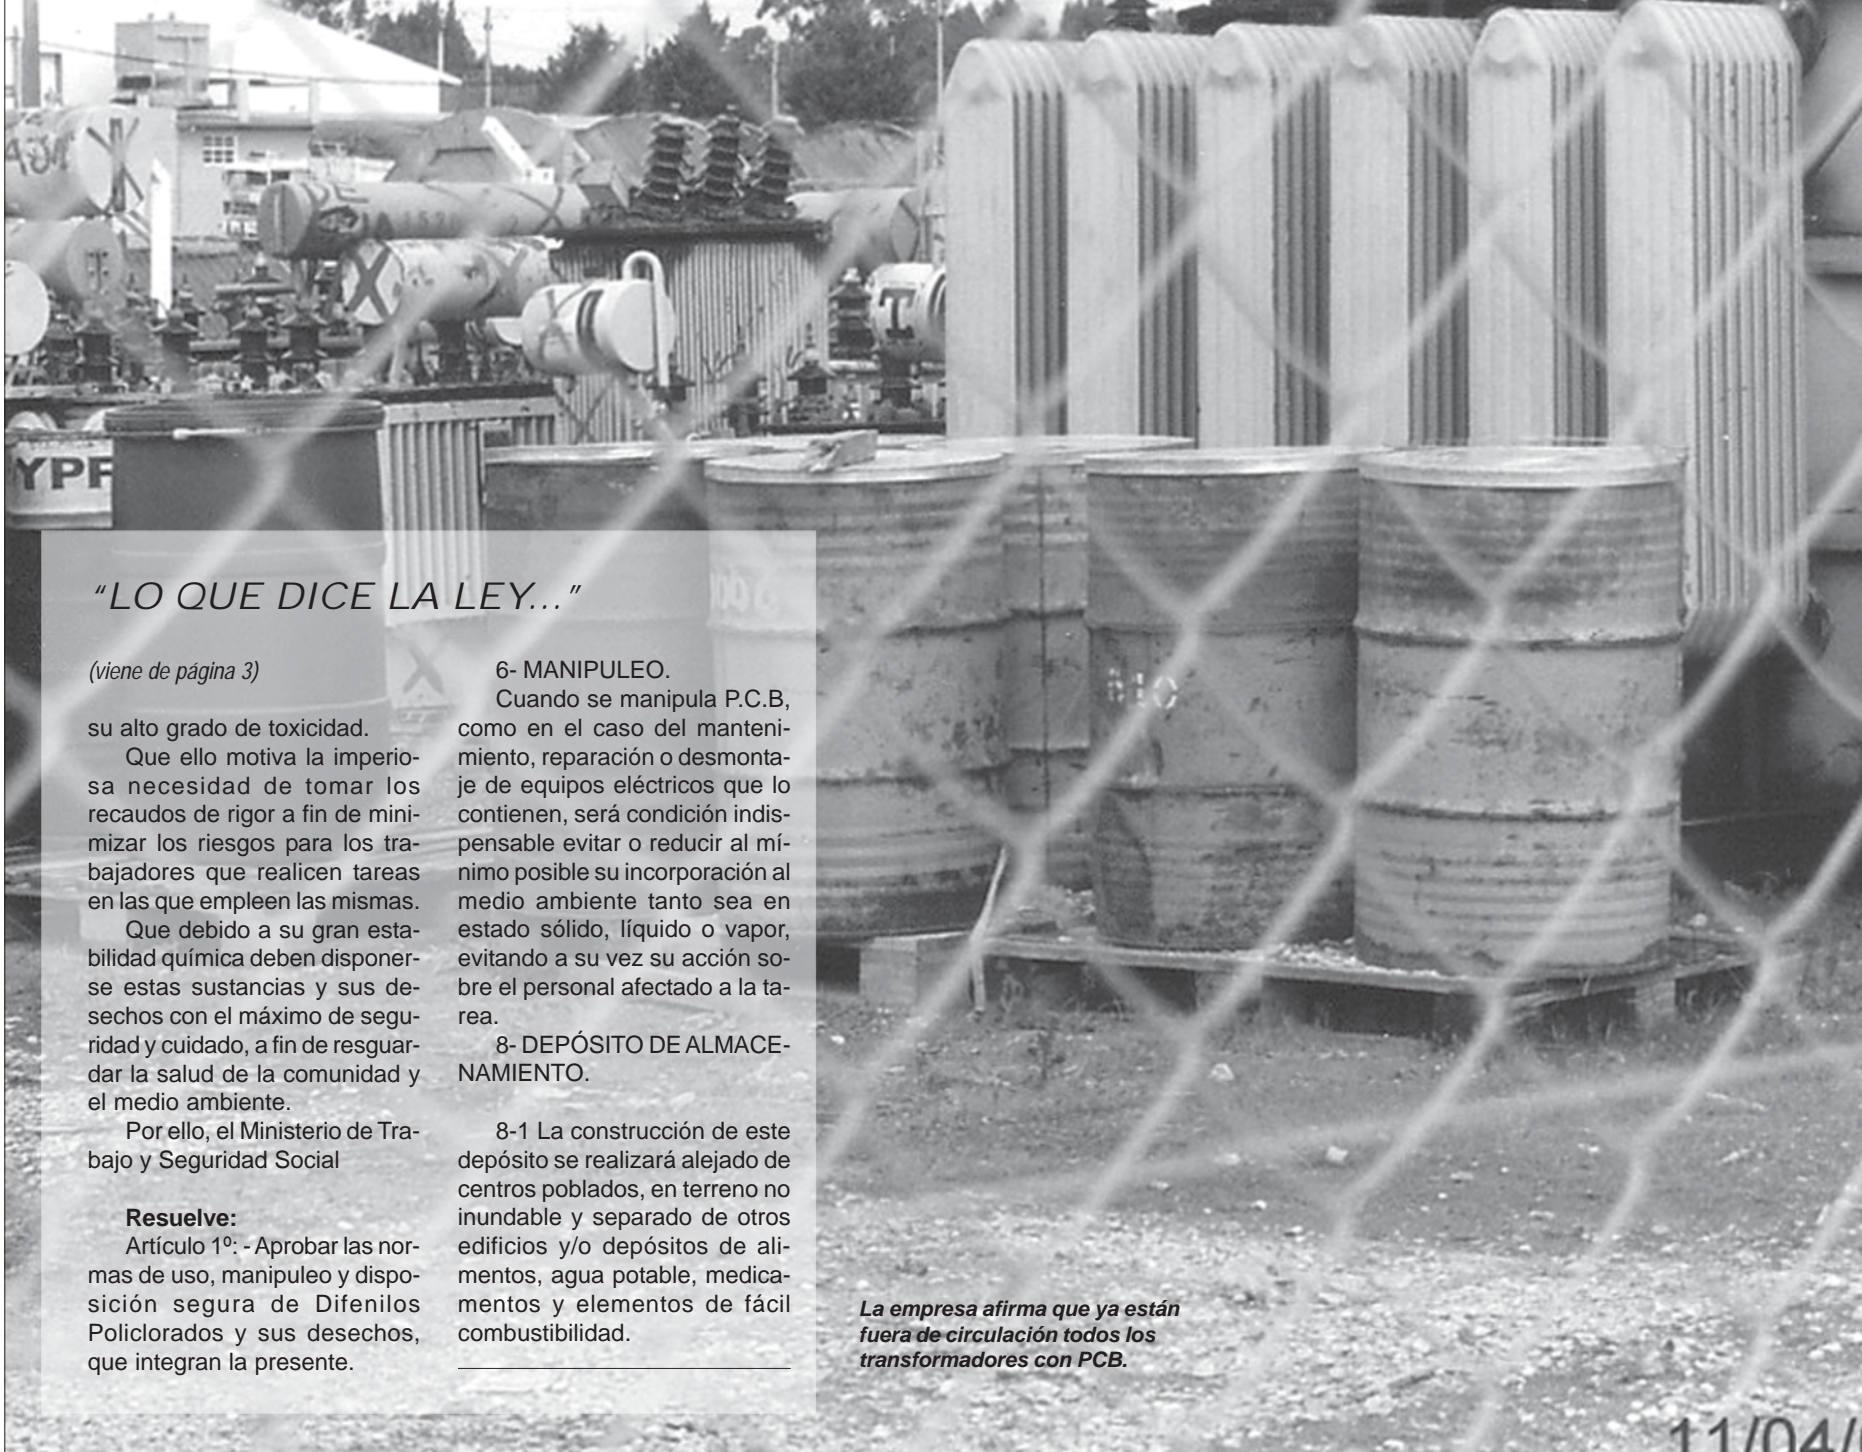 YPF
"LO QUE DICE LA LEY..."
(viene de página 3)
su alto grado de toxicidad.
Que ello motiva la imperio-
sa necesidad de tomar los
recaudos de rigor a fin de mini-
mizar los riesgos para los tra-
bajadores que realicen tareas
en las que empleen las mismas.
Que debido a su gran esta-
bilidad química deben disponer-
se estas sustancias y sus de-
sechos con el máximo de segu-
ridad y cuidado, a fin de resguar-
dar la salud de la comunidad y
el medio ambiente.
Por ello, el Ministerio de Tra-
bajo y Seguridad Social
Resuelve:
Artículo 1º: - Aprobar las nor-
mas de uso, manipuleo y dispo-
sición segura de Difenilos
Policlorados y sus desechos,
que integran la presente.
6- MANIPULEO.
Cuando se manipula P.C.B,
como en el caso del manteni-
miento, reparación o desmonta-
je de equipos eléctricos que lo
contienen, será condición indis-
pensable evitar o reducir al mí-
nimo posible su incorporación al
medio ambiente tanto sea en
estado sólido, líquido o vapor,
evitando a su vez su acción so-
bre el personal afectado a la ta-
rea.
8- DEPÓSITO DE ALMACE-
NAMIENTO.
8-1 La construcción de este
depósito se realizará alejado de
centros poblados, en terreno no
inundable y separado de otros
edificios y/o depósitos de ali-
mentos, agua potable, medica-
mentos y elementos de fácil
combustibilidad.
La empresa afirma que ya están
fuera de circulación todos los
transformadores con PCB.
11/04/